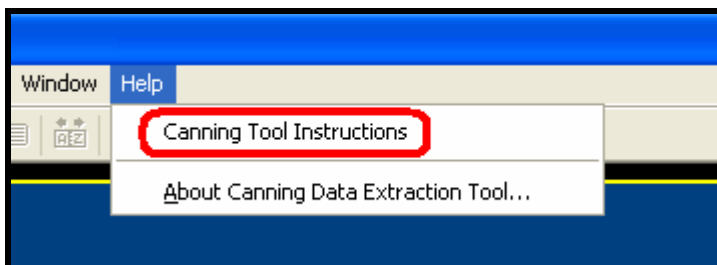 Window Help
Canning Tool Instructions
About Canning Data Extraction Tool...